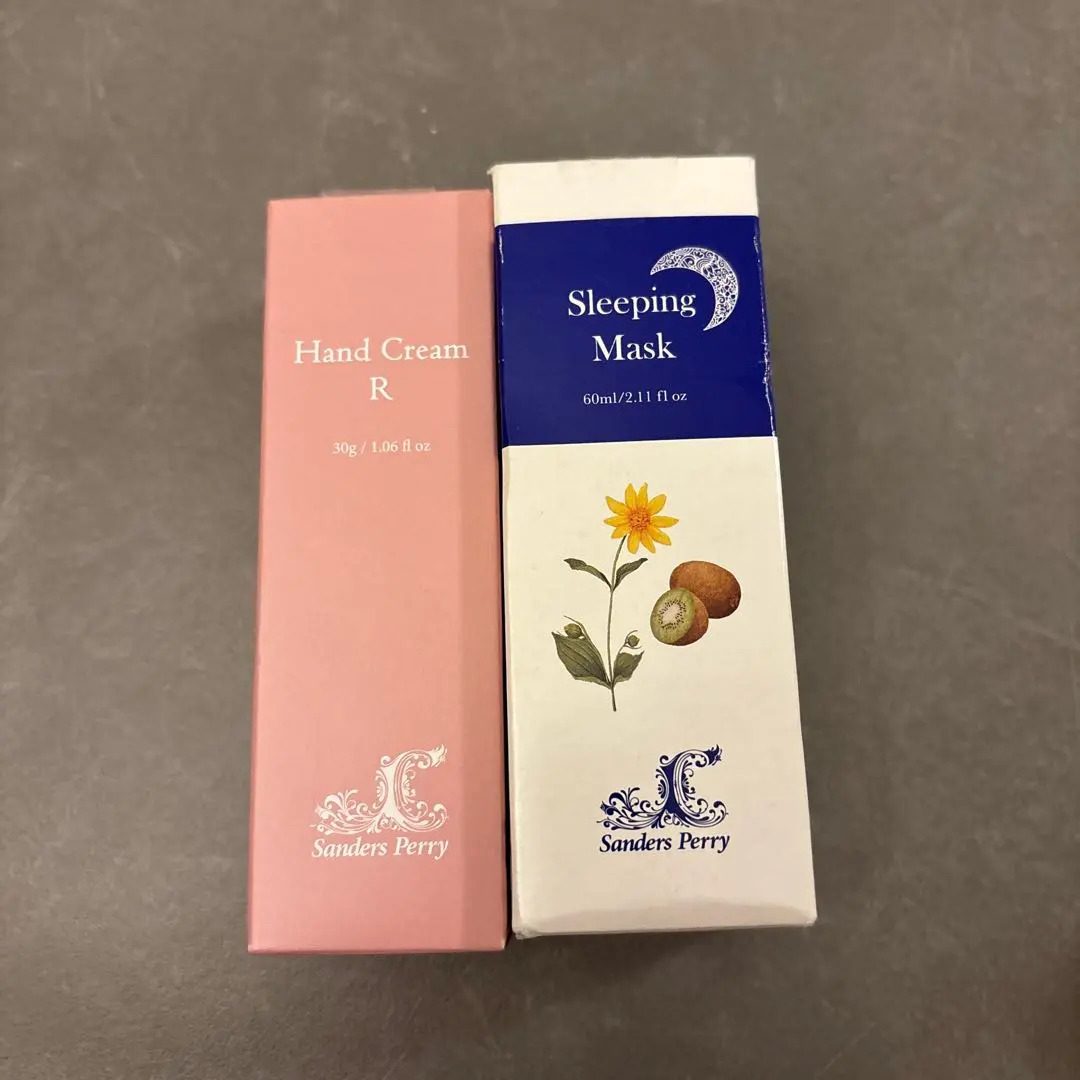 Hand Cream
R
30g / 1.06 fl oz
Sanders Perry
Sleeping
Mask
60ml/2.11 fl oz
Sanders Perry